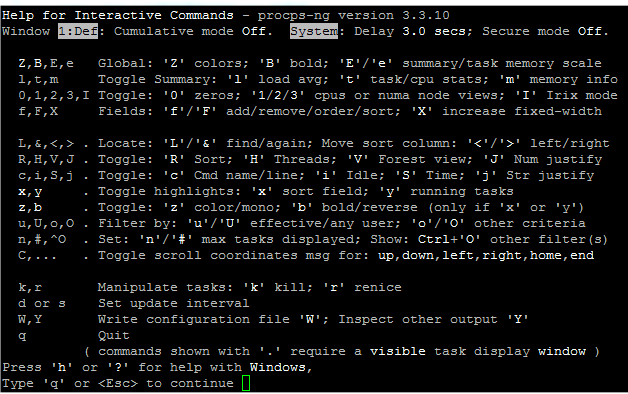 Help for Interactive Commands - procps-ng version 3.3.10
Window 1:Def: Cumulative mode Off.  System: Delay 3.0 secs; Secure mode Off.

  Z,B,E,e   Global: 'Z' colors; 'B' bold; 'E'/'e' summary/task memory scale
  l,t,m     Toggle Summary: 'l' load avg; 't' task/cpu stats; 'm' memory info
  0,1,2,3,I Toggle: '0' zeros; '1/2/3' cpus or numa node views; 'I' Irix mode
  f,F,X     Fields: 'f'/'F' add/remove/order/sort; 'X' increase fixed-width

  L,&,<,> . Locate: 'L'/'&' find/again; Move sort column: '<'/'>' left/right
  R,H,V,J . Toggle: 'R' Sort; 'H' Threads; 'V' Forest view; 'J' Num justify
  c,i,S,j . Toggle: 'c' Cmd name/line; 'i' Idle; 'S' Time; 'j' Str justify
  x,y     . Toggle highlights: 'x' sort field; 'y' running tasks
  z,b     . Toggle: 'z' color/mono; 'b' bold/reverse (only if 'x' or 'y')
  u,U,o,O . Filter by: 'u'/'U' effective/any user; 'o'/'O' other criteria
  n,#,^O  . Set: 'n'/'#' max tasks displayed; Show: Ctrl+'O' other filter(s)
  C,...   . Toggle scroll coordinates msg for: up,down,left,right,home,end

  k,r       Manipulate tasks: 'k' kill; 'r' renice
  d or s    Set update interval
  W,Y       Write configuration file 'W'; Inspect other output 'Y'
  q         Quit
          ( commands shown with '.' require a visible task display window )
Press 'h' or '?' for help with Windows,
Type 'q' or <Esc> to continue